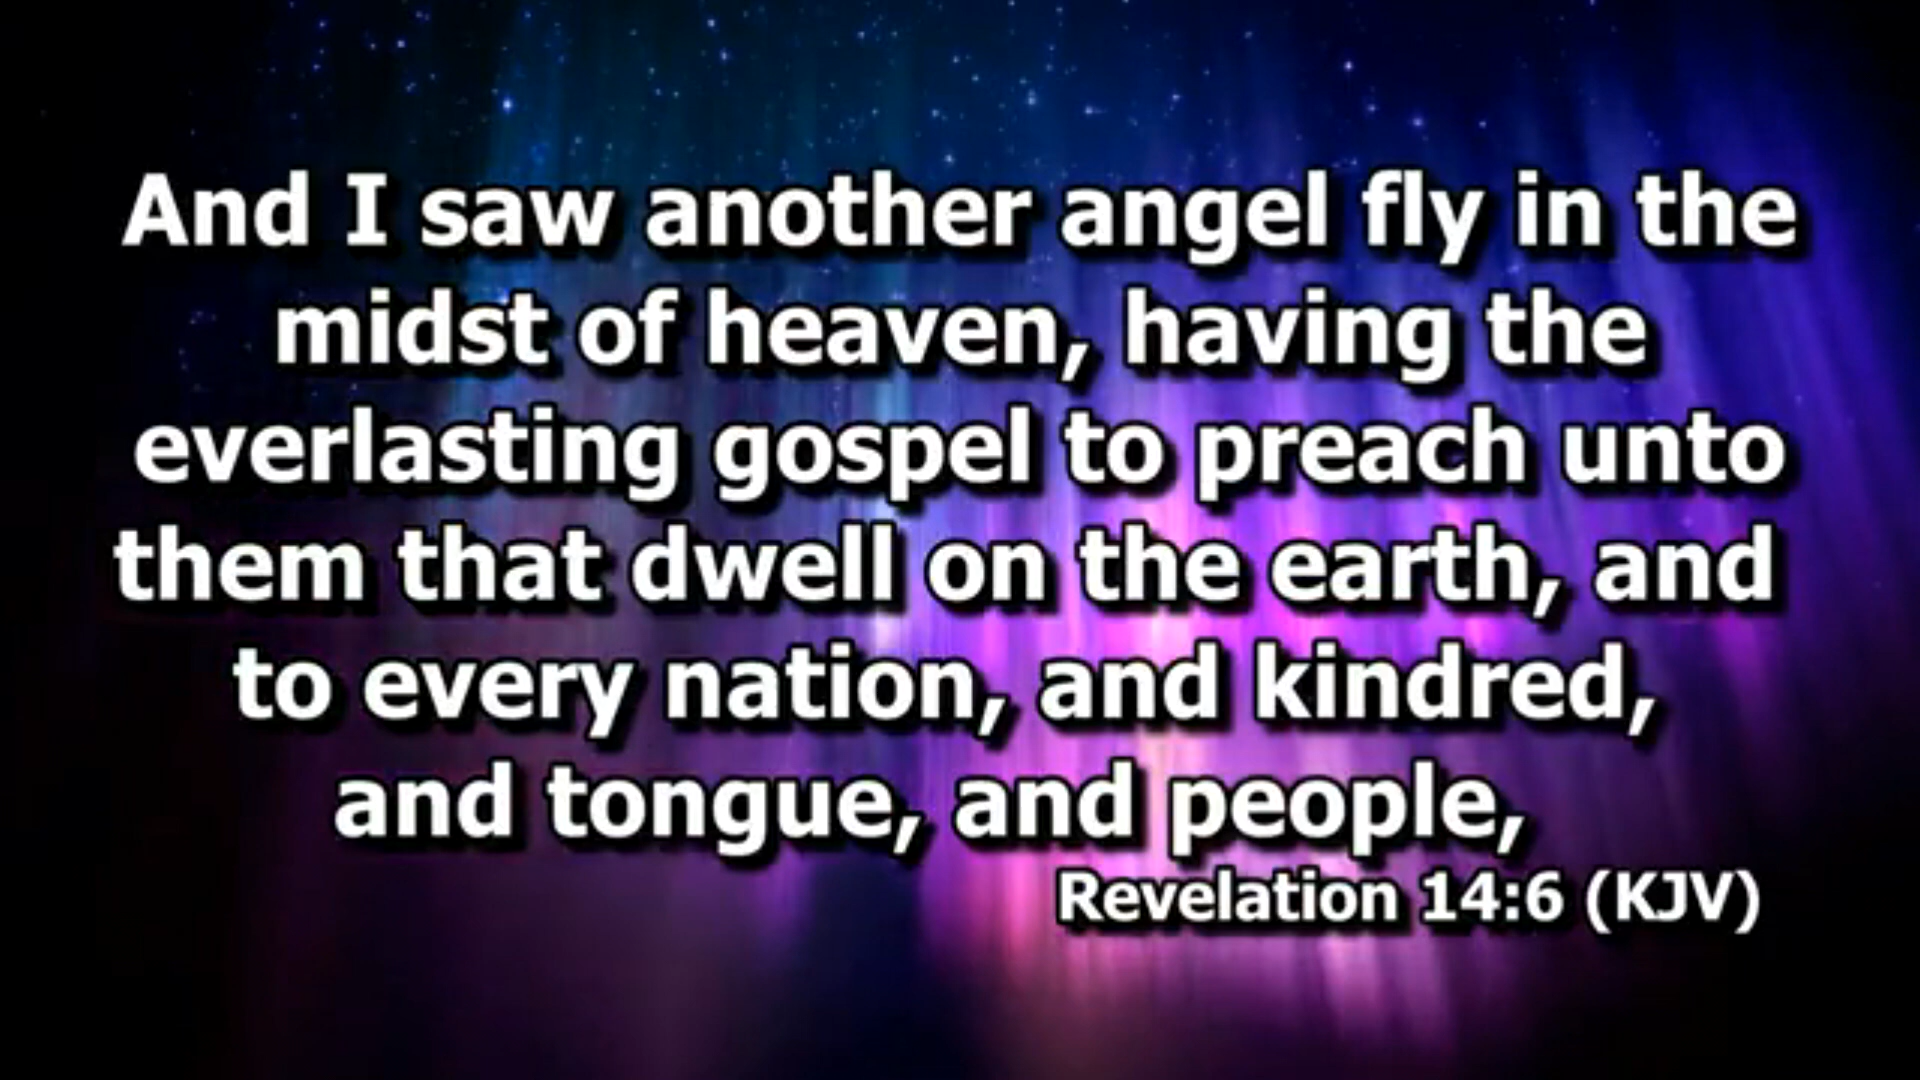 And I saw another angel fly in the
midst of heaven, having the
everlasting gospel to preach unto
them that dwell on the earth, and
to every nation, and kindred,
and tongue, and people,
Revelation 14:6 (KJV)